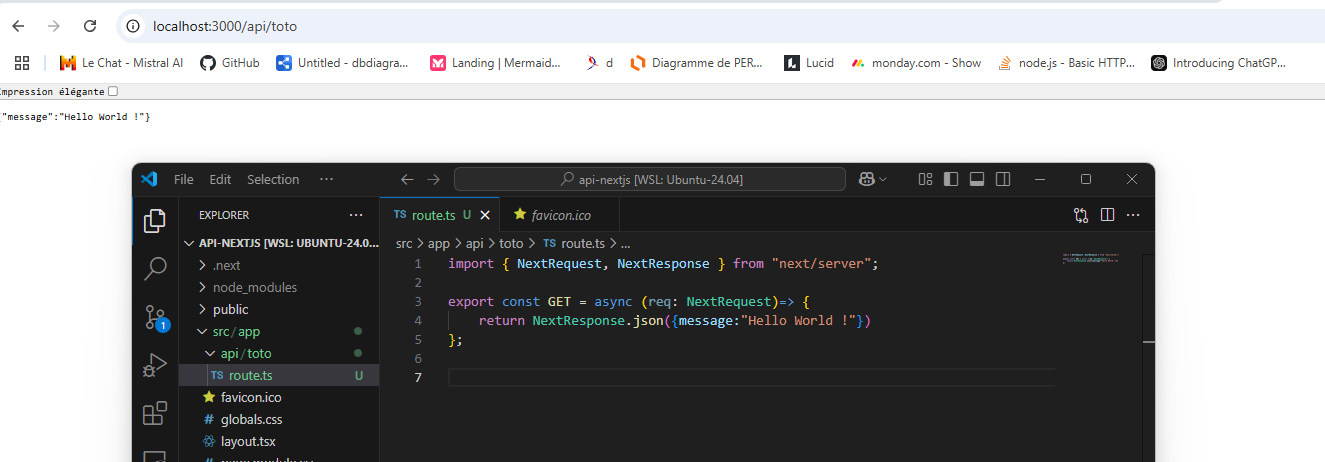 localhost:3000/api/toto
Le Chat - Mistral AI GitHub Untitled - dbdiagra... Landing | Mermaid... d Diagramme de PER... Lucid monday.com - Show node.js - Basic HTTP... Introducing ChatGP...
mpression élégante
{"message":"Hello World !"}
File Edit Selection ... api-nextjs [WSL: Ubuntu-24.04]
EXPLORER ... TS route.ts U favicon.ico ...
API-NEXTJS [WSL: UBUNTU-24.0... src > app > api > toto > TS route.ts > ...
.next
node_modules
public
src/app
api/toto
TS route.ts U
favicon.ico
# globals.css
layout.tsx
1 import { NextRequest, NextResponse } from "next/server";
2
3 export const GET = async (req: NextRequest)=> {
4 return NextResponse.json({message:"Hello World !"})
5 };
6
7
1